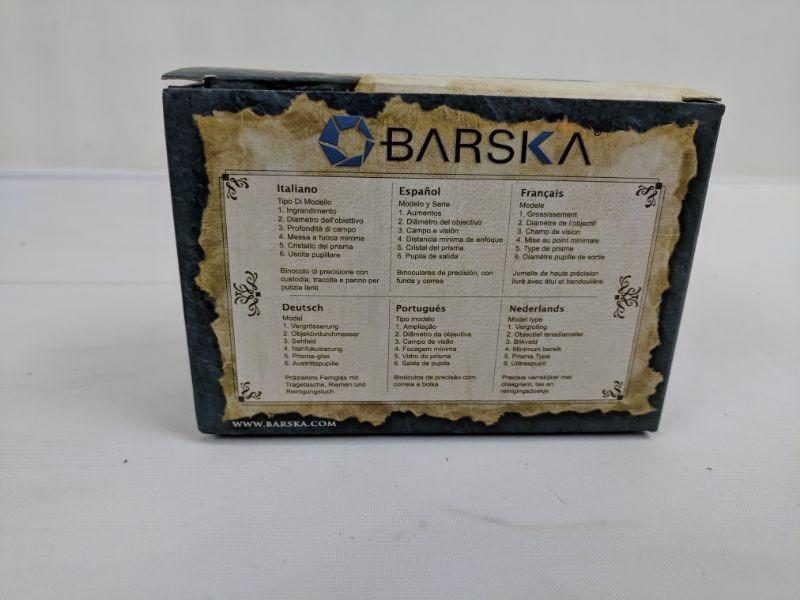 BARSKA®
Italiano
Tipo Di Modello
1. Ingrandimento
2. Diametro dell'obiettivo
3. Profondità di campo
4. Messa a fuoca minima
5. Cristallo del prisma
6. Uscita pupillare
Binocolo di precisione con
custodia, tracolla e panno per
pulizia lenti
Español
Modelo y Serie
1. Aumentos
2. Diámetro del objectivo
3. Campo e visión
4. Distancia minima de enfoque
5. Cristal del prisma
6. Pupila de salida
Binoculares de precisión, con
funda y correa
Français
Modele
1. Grossissement
2. Diamètre de l'objectif
3. Champ de vision
4. Mise au point minimale
5. Type de prisme
6. Diamètre pupille de sortie
Jumelle de haute précision
livré avec étui et bandoulière
Deutsch
Model
1. Vergrösserung
2. Objektivdurchmesser
3. Sehfeld
4. Nahfokusierung
5. Prisma-glas
6. Austrittspupille
Präzisions Fernglas mit
Tragetasche, Riemen und
Reinigungstuch
Portugués
Tipo modelo
1. Ampliação
2. Diâmetro da objectiva
3. Campo de visão
4. Focagem mínima
5. Vidro do prisma
6. Saida de pupila
Binóculos de precisão com
correia e bolsa
Nederlands
Model type
1. Vergroting
2. Objectief lensdiameter
3. Blikveld
4. Minimum bereik
5. Prisma Type
6. Uittreepupil
Precisie verrekijker met
draagriem, tas en
reinigingsdoekje
WWW.BARSKA.COM